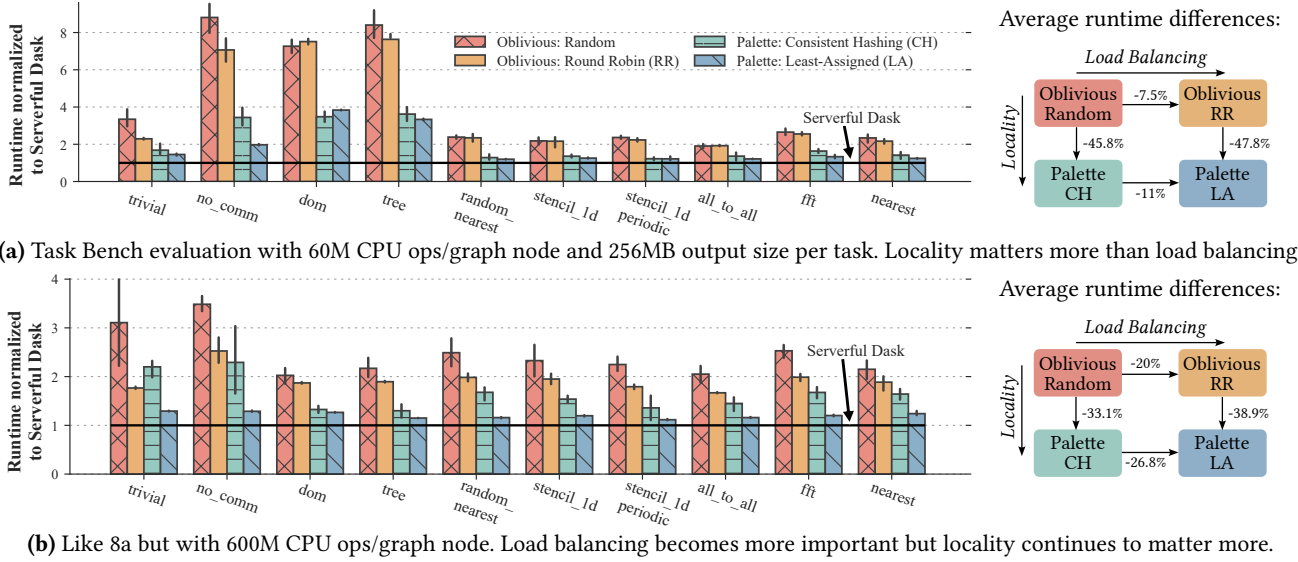 Runtime normalized
to Serverful Dask
8
6
4
2
0
Oblivious: Random
Oblivious: Round Robin (RR)
Palette: Consistent Hashing (CH)
Palette: Least-Assigned (LA)
Serverful Dask
trivial
no_comm
dom
tree
random_
nearest
stencil_1d
stencil_1d
periodic
all_to_all
fft
nearest
Average runtime differences:
Load Balancing
Locality
Oblivious
Random
-7.5%
Oblivious
RR
-45.8%
-47.8%
Palette
CH
-11%
Palette
LA
(a) Task Bench evaluation with 60M CPU ops/graph node and 256MB output size per task. Locality matters more than load balancing
Runtime normalized
to Serverful Dask
4
3
2
1
0
Serverful Dask
trivial
no_comm
dom
tree
random_
nearest
stencil_1d
stencil_1d
periodic
all_to_all
fft
nearest
Average runtime differences:
Load Balancing
Locality
Oblivious
Random
-20%
Oblivious
RR
-33.1%
-38.9%
Palette
CH
-26.8%
Palette
LA
(b) Like 8a but with 600M CPU ops/graph node. Load balancing becomes more important but locality continues to matter more.